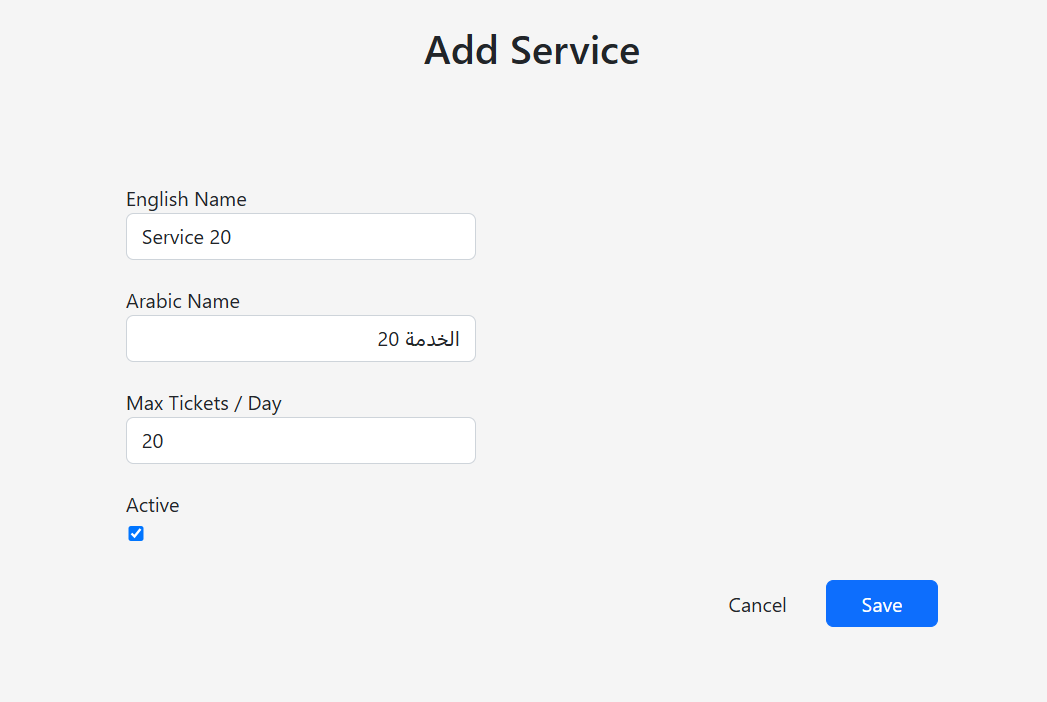 Add Service
English Name
Service 20
Arabic Name
الخدمة 20
Max Tickets / Day
20
Active
Cancel
Save